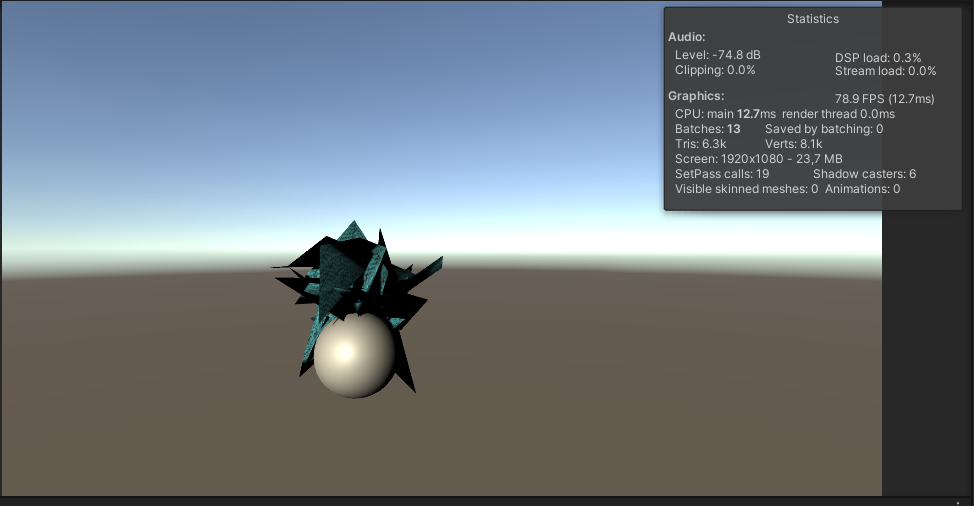 Statistics
Audio:
Level: -74.8 dB DSP load: 0.3%
Clipping: 0.0% Stream load: 0.0%
Graphics: 78.9 FPS (12.7ms)
CPU: main 12.7ms render thread 0.0ms
Batches: 13 Saved by batching: 0
Tris: 6.3k Verts: 8.1k
Screen: 1920x1080 - 23,7 MB
SetPass calls: 19 Shadow casters: 6
Visible skinned meshes: 0 Animations: 0